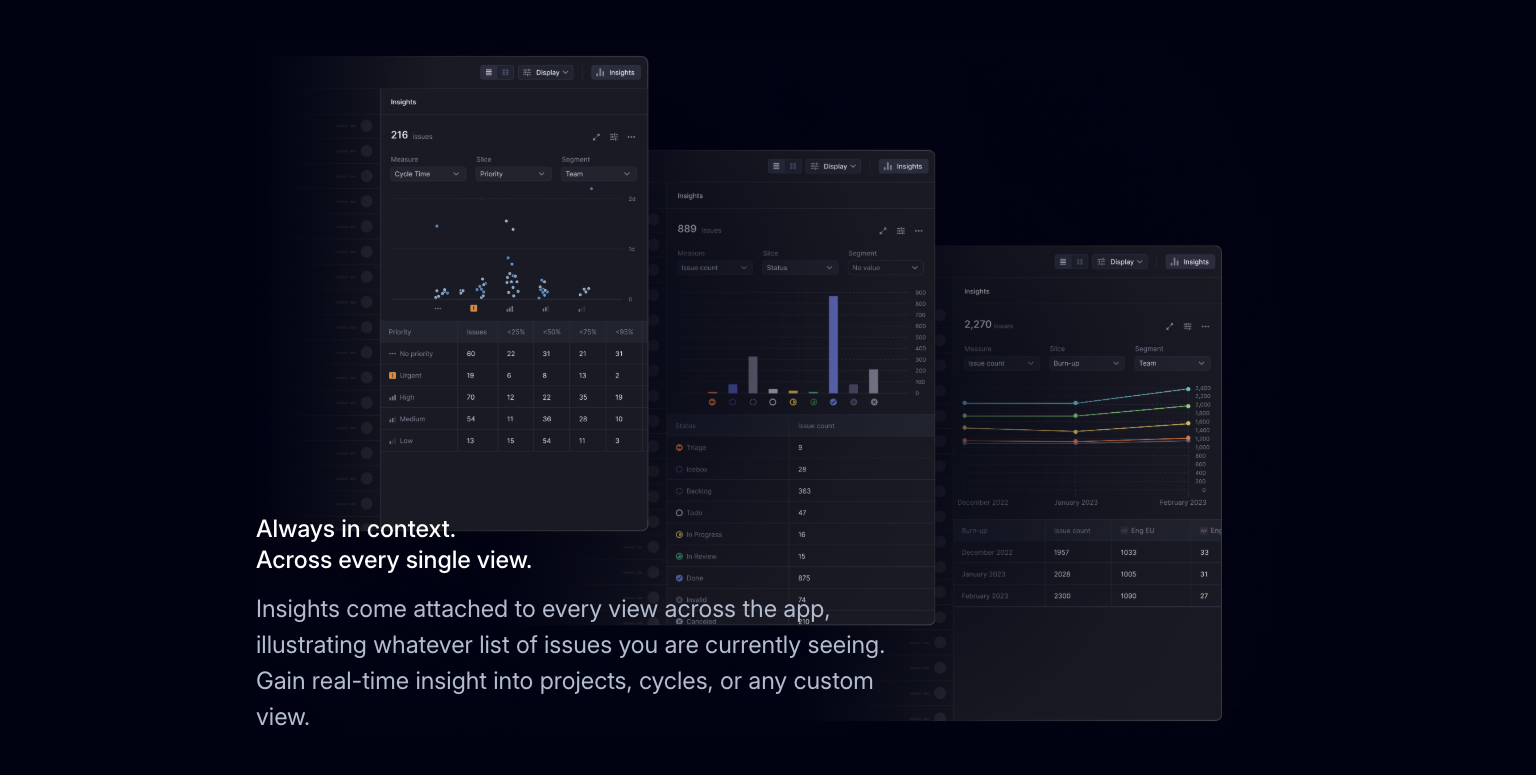 Display
Insights
Insights
216 issues
Measure Slice Segment
Cycle Time Priority Team
2d
1d
0
Priority Issues <25% <50% <75% <95%
No priority 60 22 31 21 31
Urgent 19 6 8 13 2
High 70 12 22 35 19
Medium 54 11 36 28 10
Low 13 15 54 11 3
Display
Insights
Insights
889 issues
Measure Slice Segment
Issue count Status No value
900
800
700
600
500
400
300
200
100
0
Status Issue count
Triage 9
Icebox 28
Backlog 363
Todo 47
In Progress 16
In Review 15
Done 875
Invalid 74
Canceled 210
Display
Insights
Insights
2,270 issues
Measure Slice Segment
Issue count Burn-up Team
2,400
2,200
2,000
1,800
1,600
1,400
1,200
1,000
800
600
400
200
0
December 2022 January 2023 February 2023
Burn-up Issue count Eng EU Eng
December 2022 1957 1033 33
January 2023 2028 1005 31
February 2023 2300 1090 27
Always in context.
Across every single view.
Insights come attached to every view across the app,
illustrating whatever list of issues you are currently seeing.
Gain real-time insight into projects, cycles, or any custom
view.